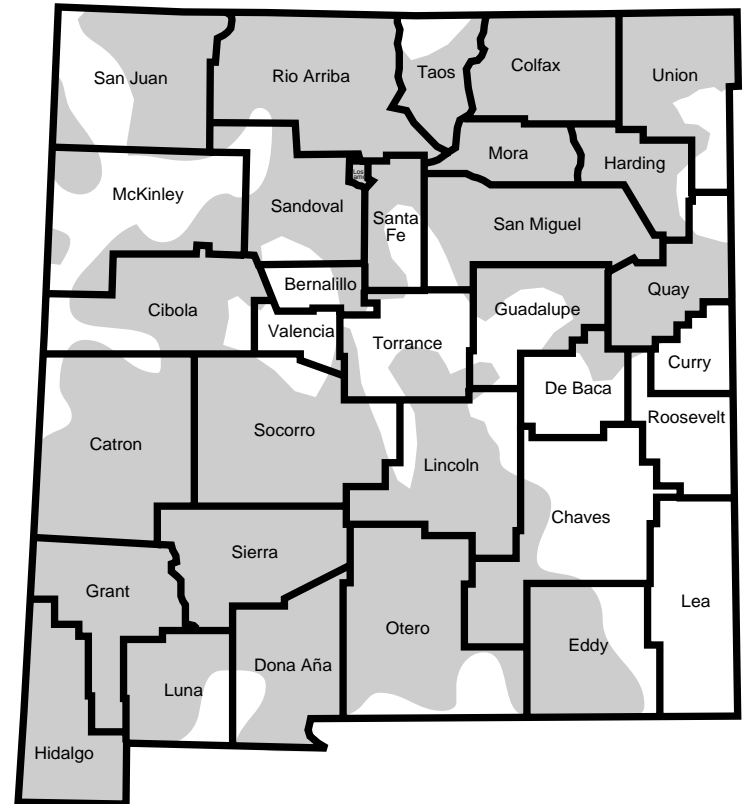 San Juan
Rio Arriba
Taos
Colfax
Union
McKinley
Los
Mora
Harding
Sandoval
Santa
Fe
San Miguel
Bernalillo
Cibola
Guadalupe
Quay
Valencia
Torrance
Curry
De Baca
Roosevelt
Catron
Socorro
Lincoln
Chaves
Sierra
Grant
Lea
Otero
Eddy
Dona Aña
Luna
Hidalgo